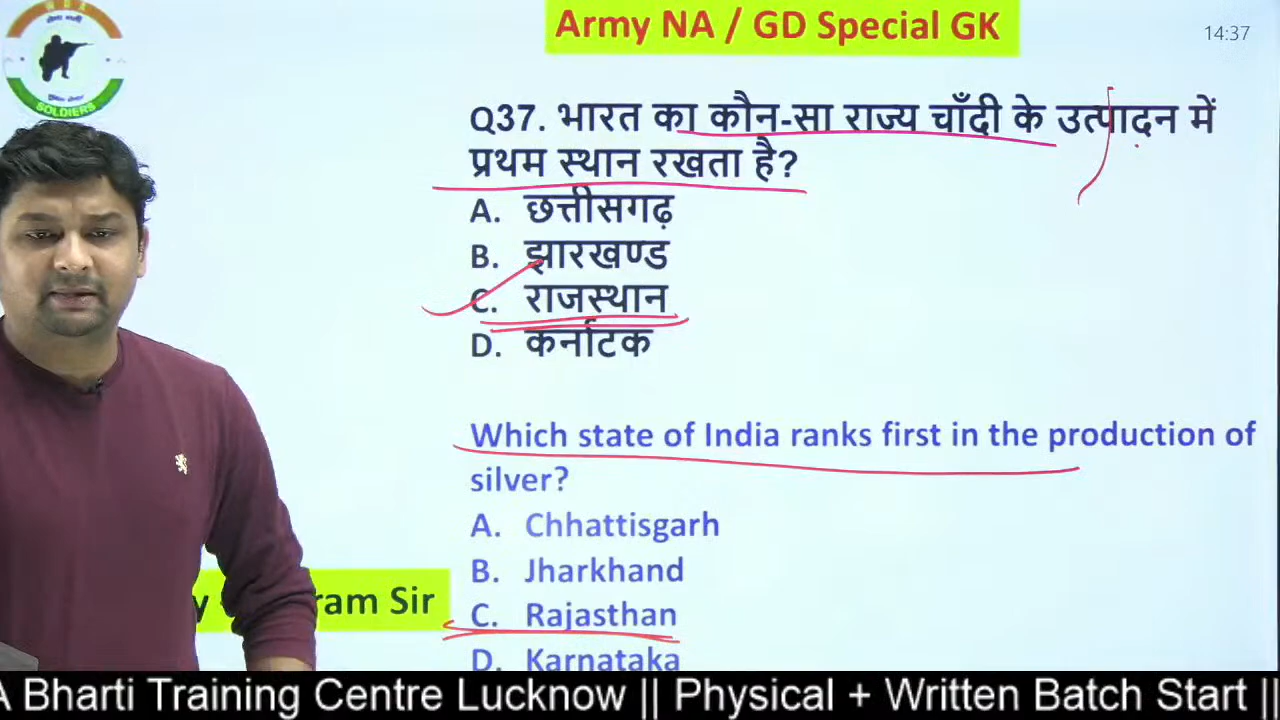 Army NA / GD Special GK
14:37
SOLDIERS
Q37. भारत का कौन-सा राज्य चाँदी के उत्पादन में
प्रथम स्थान रखता है?
A. छत्तीसगढ़
B. झारखण्ड
C. राजस्थान
D. कर्नाटक
Which state of India ranks first in the production of
silver?
A. Chhattisgarh
B. Jharkhand
C. Rajasthan
D. Karnataka
ram Sir
A Bharti Training Centre Lucknow || Physical + Written Batch Start ||